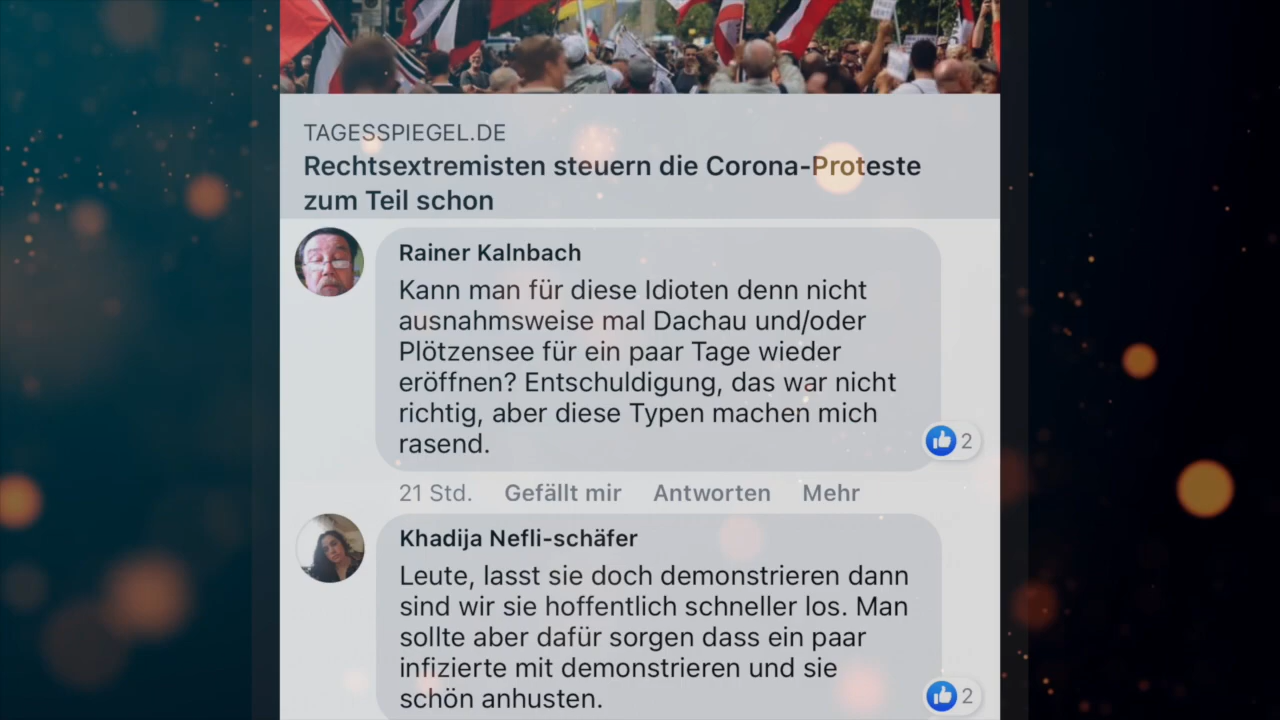 TAGESSPIEGEL.DE
Rechtsextremisten steuern die Corona-Proteste
zum Teil schon
Rainer Kalnbach
Kann man für diese Idioten denn nicht
ausnahmsweise mal Dachau und/oder
Plötzensee für ein paar Tage wieder
eröffnen? Entschuldigung, das war nicht
richtig, aber diese Typen machen mich
rasend.
2
21 Std. Gefällt mir Antworten Mehr
Khadija Nefli-schäfer
Leute, lasst sie doch demonstrieren dann
sind wir sie hoffentlich schneller los. Man
sollte aber dafür sorgen dass ein paar
infizierte mit demonstrieren und sie
schön anhusten.
2